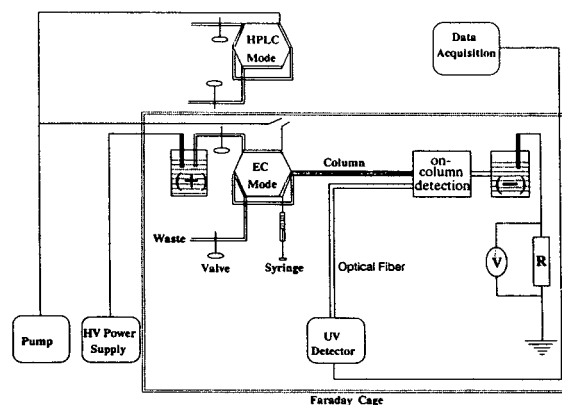 HPLC
Mode
Data
Acquisition
+
EC
Mode
Column
on-
column
detection
−
Waste
Valve
Syringe
Optical Fiber
V
R
Pump
HV Power
Supply
UV
Detector
Faraday Cage